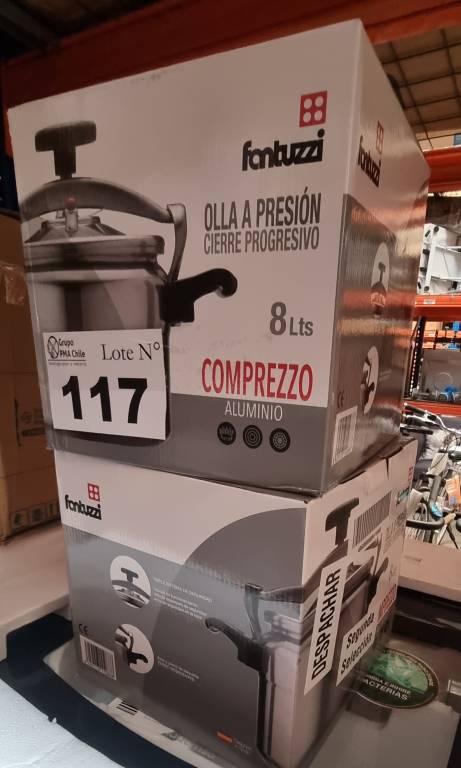 fantuzzi
OLLA A PRESIÓN
CIERRE PROGRESIVO
8 Lts
COMPREZZO
ALUMINIO
Grupo
PMA Chile
Lote N°
117
fantuzzi
fantuzzi
DESPACHAR
Segunda
Selección
BACTERIAS